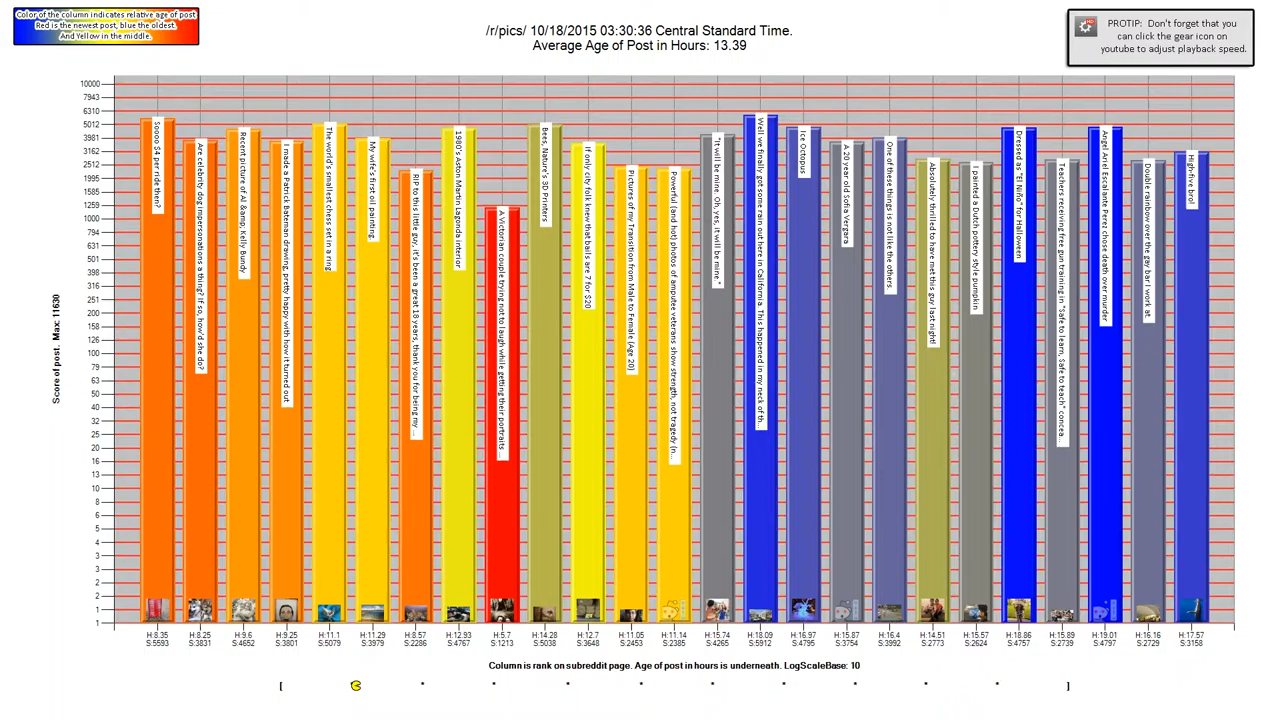 Color of the column indicates relative age of post
Red is the newest post, blue the oldest.
And Yellow in the middle.
/r/pics/ 10/18/2015 03:30:36 Central Standard Time.
Average Age of Post in Hours: 13.39
PROTIP: Don't forget that you
can click the gear icon on
youtube to adjust playback speed.
Score of post. Max: 11630
10000
7943
6310
5012
3981
3162
2512
1995
1585
1259
1000
794
631
501
398
316
251
200
158
126
100
79
63
50
40
32
25
20
16
13
10
8
6
5
4
3
3
2
2
1
1
Soooo $4 per ride then?
Are celebrity dog impersonations a thing? If so, how'd she do?
Recent picture of Al &amp; Kelly Bundy
I made a Patrick Bateman drawing, pretty happy with how it turned out
The world's smallest chess set in a ring
My wife's first oil painting.
RIP to this little guy, it's been a great 18 years, thank you for being my ...
1980's Aston Martin Lagonda interior
A Victorian couple trying not to laugh while getting their portraits ...
Bees, Nature's 3D Printers
If only city folk knew that bails are 7 for $20
Pictures of my Transition from Male to Female (Age 20)
Powerful (and hot) photos of amputee veterans show strength, not tragedy (n...
"It will be mine. Oh, yes, it will be mine."
Well we finally got some rain out here in California. This happened in my neck of th...
Ice Octopus
A 20 year old Sofia Vergara
One of these things is not like the others.
Absolutely thrilled to have met this guy last night!
I painted a Dutch pottery style pumpkin
Dressed as "El Niño" for Halloween
Teachers receiving free gun training in "Safe to learn, Safe to teach" concea...
Angel Ariel Escalante Perez chose death over murder
Double rainbow over the gay bar I work at.
High-five bro!
H:8.35 H:8.25 H:9.6 H:9.25 H:11.1 H:11.29 H:8.57 H:12.93 H:5.7 H:14.28 H:12.7 H:11.05 H:11.14 H:15.74 H:18.09 H:16.97 H:15.87 H:16.4 H:14.51 H:15.57 H:18.86 H:15.89 H:19.01 H:16.16 H:17.57
S:5593 S:3831 S:4652 S:3801 S:5079 S:3979 S:2286 S:4767 S:1213 S:5038 S:3648 S:2453 S:2385 S:4265 S:5912 S:4795 S:3754 S:3992 S:2773 S:2624 S:4757 S:2739 S:4797 S:2729 S:3158
Column is rank on subreddit page. Age of post in hours is underneath. LogScaleBase: 10
[ * * * * * * * * * ]